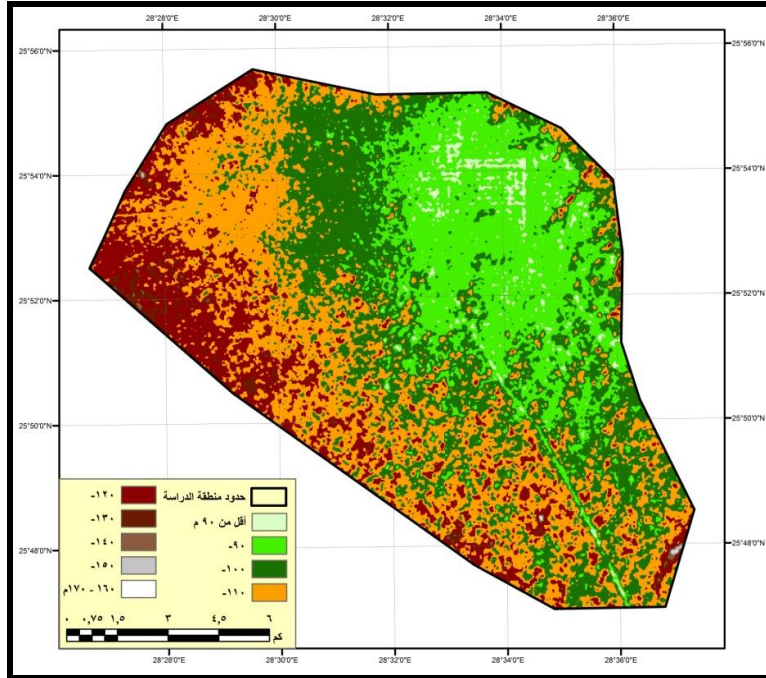 28°28'0"E 28°30'0"E 28°32'0"E 28°34'0"E 28°36'0"E
25°56'0"N 25°56'0"N
25°54'0"N 25°54'0"N
25°52'0"N 25°52'0"N
25°50'0"N 25°50'0"N
25°48'0"N 25°48'0"N
حدود منطقة الدراسة
أقل من ٩٠ م
٩٠-
١٠٠-
١١٠-
١٢٠-
١٣٠-
١٤٠-
١٥٠-
١٦٠ - ١٧٠م
٠ ٠,٧٥ ١,٥ ٣ ٤,٥ ٦
كم
28°28'0"E 28°30'0"E 28°32'0"E 28°34'0"E 28°36'0"E